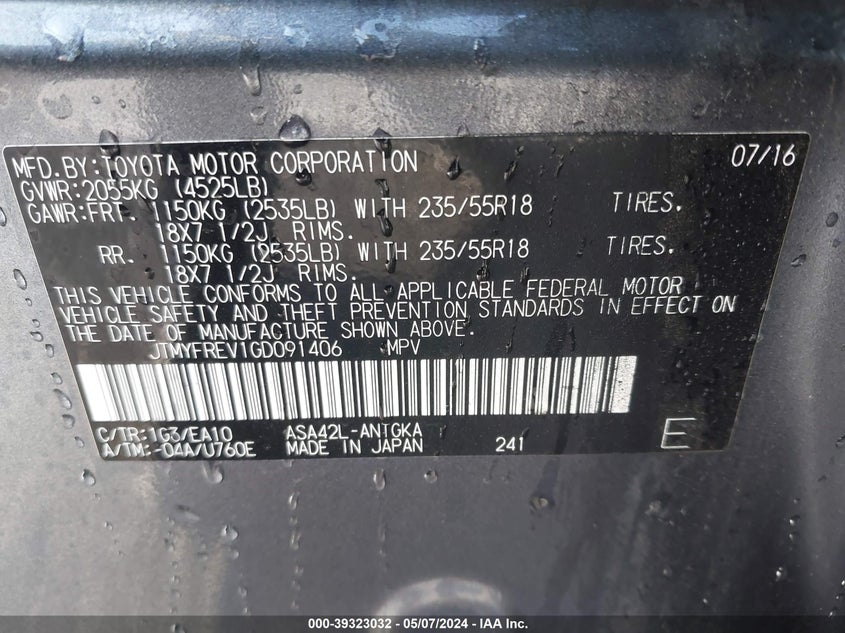 MFD.BY:TOYOTA MOTOR CORPORATION 07/16
GVWR:2055KG (4525LB)
GAWR:FRT. 1150KG (2535LB) WITH 235/55R18 TIRES.
18X7 1/2J RIMS.
RR. 1150KG (2535LB) WITH 235/55R18 TIRES.
18X7 1/2J RIMS.
THIS VEHICLE CONFORMS TO ALL APPLICABLE FEDERAL MOTOR
VEHICLE SAFETY AND THEFT PREVENTION STANDARDS IN EFFECT ON
THE DATE OF MANUFACTURE SHOWN ABOVE.
JTMYFREV1GD091406 MPV
C/TR:1G3/EA10 ASA42L-ANTGKA
A/TM:-04A/U760E MADE IN JAPAN 241 E
000-39323032 - 05/07/2024 - IAA Inc.